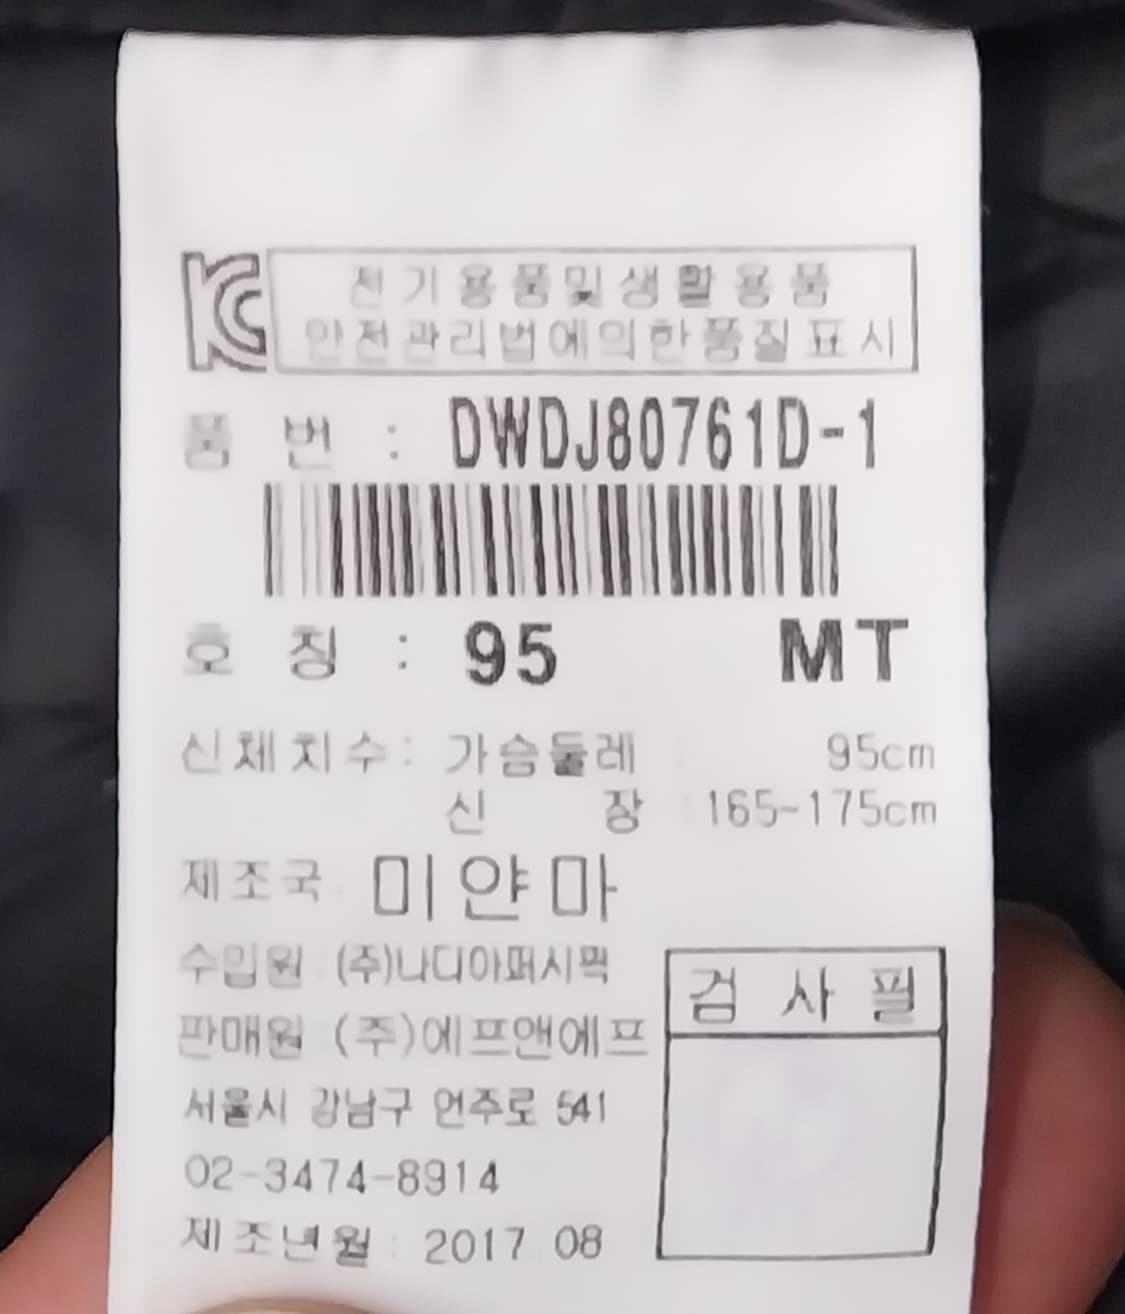 KC
전기용품및생활용품
안전관리법에의한품질표시
품 번 : DWDJ80761D-1
호 칭 : 95 MT
신체치수: 가슴둘레 : 95cm
신 장 : 165-175cm
제조국 미얀마
수입원 (주)나디아퍼시픽
판매원 (주)에프앤에프
검 사 필
서울시 강남구 언주로 541
02-3474-8914
제조년월 : 2017 08